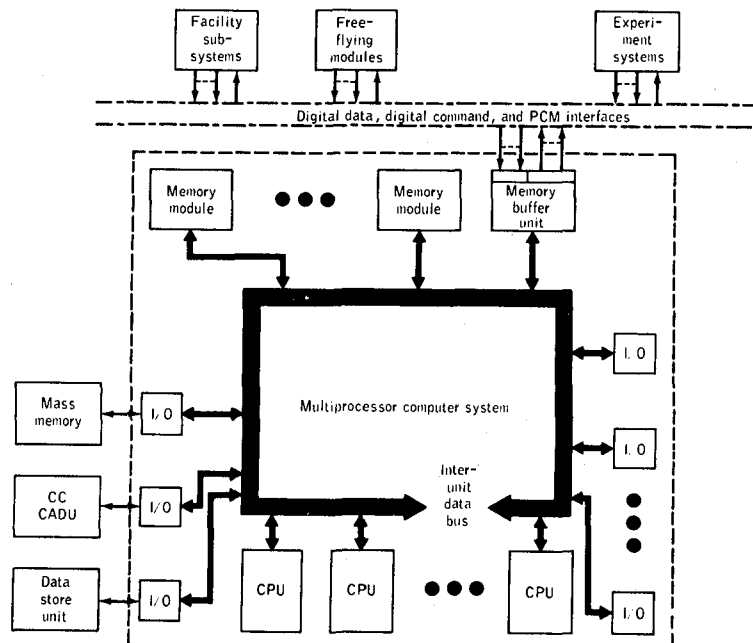 Facility
sub-
systems
Free-
flying
modules
Experi-
ment
systems
Digital data, digital command, and PCM interfaces
Memory
module
Memory
module
Memory
buffer
unit
I/O
Mass
memory
I/O
Multiprocessor computer system
I/O
CC
CADU
I/O
Inter-
unit
data
bus
Data
store
unit
I/O
CPU
CPU
CPU
I/O